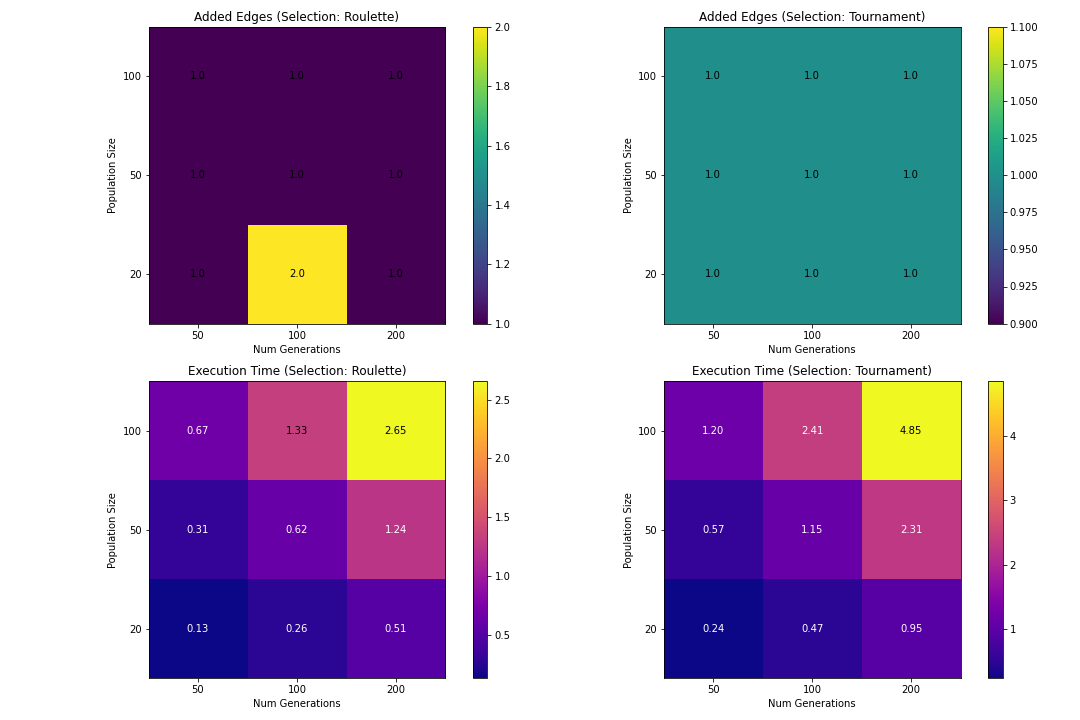 Added Edges (Selection: Roulette)
Population Size
100
50
20
1.0 1.0 1.0
1.0 1.0 1.0
1.0 2.0 1.0
50 100 200
Num Generations
2.0
1.8
1.6
1.4
1.2
1.0
Added Edges (Selection: Tournament)
Population Size
100
50
20
1.0 1.0 1.0
1.0 1.0 1.0
1.0 1.0 1.0
50 100 200
Num Generations
1.100
1.075
1.050
1.025
1.000
0.975
0.950
0.925
0.900
Execution Time (Selection: Roulette)
Population Size
100
50
20
0.67 1.33 2.65
0.31 0.62 1.24
0.13 0.26 0.51
50 100 200
Num Generations
2.5
2.0
1.5
1.0
0.5
Execution Time (Selection: Tournament)
Population Size
100
50
20
1.20 2.41 4.85
0.57 1.15 2.31
0.24 0.47 0.95
50 100 200
Num Generations
4
3
2
1